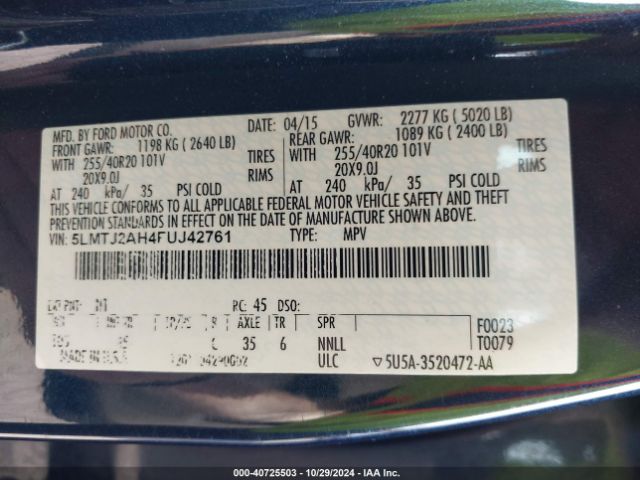 MFD. BY FORD MOTOR CO.
DATE: 04/15 GVWR: 2277 KG ( 5020 LB)
FRONT GAWR: 1198 KG ( 2640 LB) REAR GAWR: 1089 KG ( 2400 LB)
WITH 255/40R20 101V TIRES WITH 255/40R20 101V TIRES
20X9.0J RIMS 20X9.0J RIMS
AT 240 kPa/ 35 PSI COLD AT 240 kPa/ 35 PSI COLD
THIS VEHICLE CONFORMS TO ALL APPLICABLE FEDERAL MOTOR VEHICLE SAFETY AND THEFT
PREVENTION STANDARDS IN EFFECT ON THE DATE OF MANUFACTURE SHOWN ABOVE.
VIN: 5LMTJ2AH4FUJ42761 TYPE: MPV
RC: 45 DSO:
AXLE TR SPR F0023
35 6 NNLL T0079
MADE IN U.S.A. ULC ▽5U5A-3520472-AA
000-40725503 - 10/29/2024 - IAA Inc.